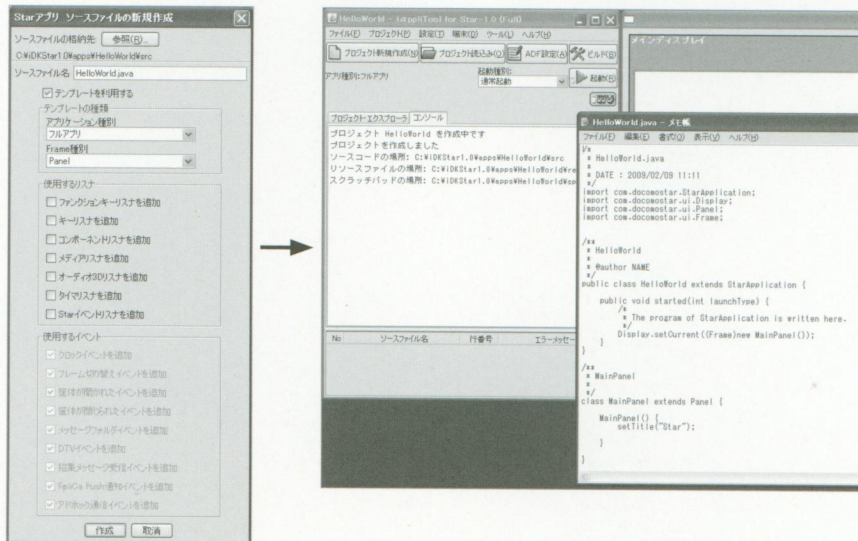 Starアプリ ソースファイルの新規作成
ソースファイルの格納先: 参照(R)...
C:¥iDKStar1.0¥apps¥HelloWorld¥src
ソースファイル名 HelloWorld.java
テンプレートを利用する
テンプレートの種類
アプリケーション種別
フルアプリ
Frame種別
Panel
使用するリスナ
ファンクションキーリスナを追加
キーリスナを追加
コンポーネントリスナを追加
メディアリスナを追加
オーディオ3Dリスナを追加
タイマリスナを追加
Starイベントリスナを追加
使用するイベント
クロックイベントを追加
フレーム切り替えイベントを追加
筐体が開かれたイベントを追加
筐体が閉じられたイベントを追加
メッセージフォルダイベントを追加
DTVイベントを追加
招集メッセージ受信イベントを追加
FeliCa Push通知イベントを追加
アドホック通信イベントを追加
作成 取消
HelloWorld - iαppliTool for Star-1.0 (Full)
ファイル(F) プロジェクト(P) 設定(T) 端末(D) ツール(L) ヘルプ(H)
プロジェクト新規作成(N) プロジェクト読込み(O) ADF設定(A) ビルド(B)
アプリ種別:フルアプリ
起動種別:
通常起動
起動(R)
プロジェクト・エクスプローラ コンソール
プロジェクト HelloWorld を作成中です
プロジェクトを作成しました
ソースコードの場所: C:¥iDKStar1.0¥apps¥HelloWorld¥src
リソースファイルの場所: C:¥iDKStar1.0¥apps¥HelloWorld¥re
スクラッチパッドの場所: C:¥iDKStar1.0¥apps¥HelloWorld¥sp
No ソースファイル名 行番号 エラーメッセー
メインディスプレイ
HelloWorld.java - メモ帳
ファイル(F) 編集(E) 書式(O) 表示(V) ヘルプ(H)
/*
* HelloWorld.java
*
* DATE : 2009/02/09 11:11
*/
import com.docomostar.StarApplication;
import com.docomostar.ui.Display;
import com.docomostar.ui.Panel;
import com.docomostar.ui.Frame;
/**
* HelloWorld
*
* @author NAME
*/
public class HelloWorld extends StarApplication {
public void started(int launchType) {
/*
* The program of StarApplication is written here.
*/
Display.setCurrent((Frame)new MainPanel());
}
}
/**
* MainPanel
*
*/
class MainPanel extends Panel {
MainPanel() {
setTitle("Star");
}
}